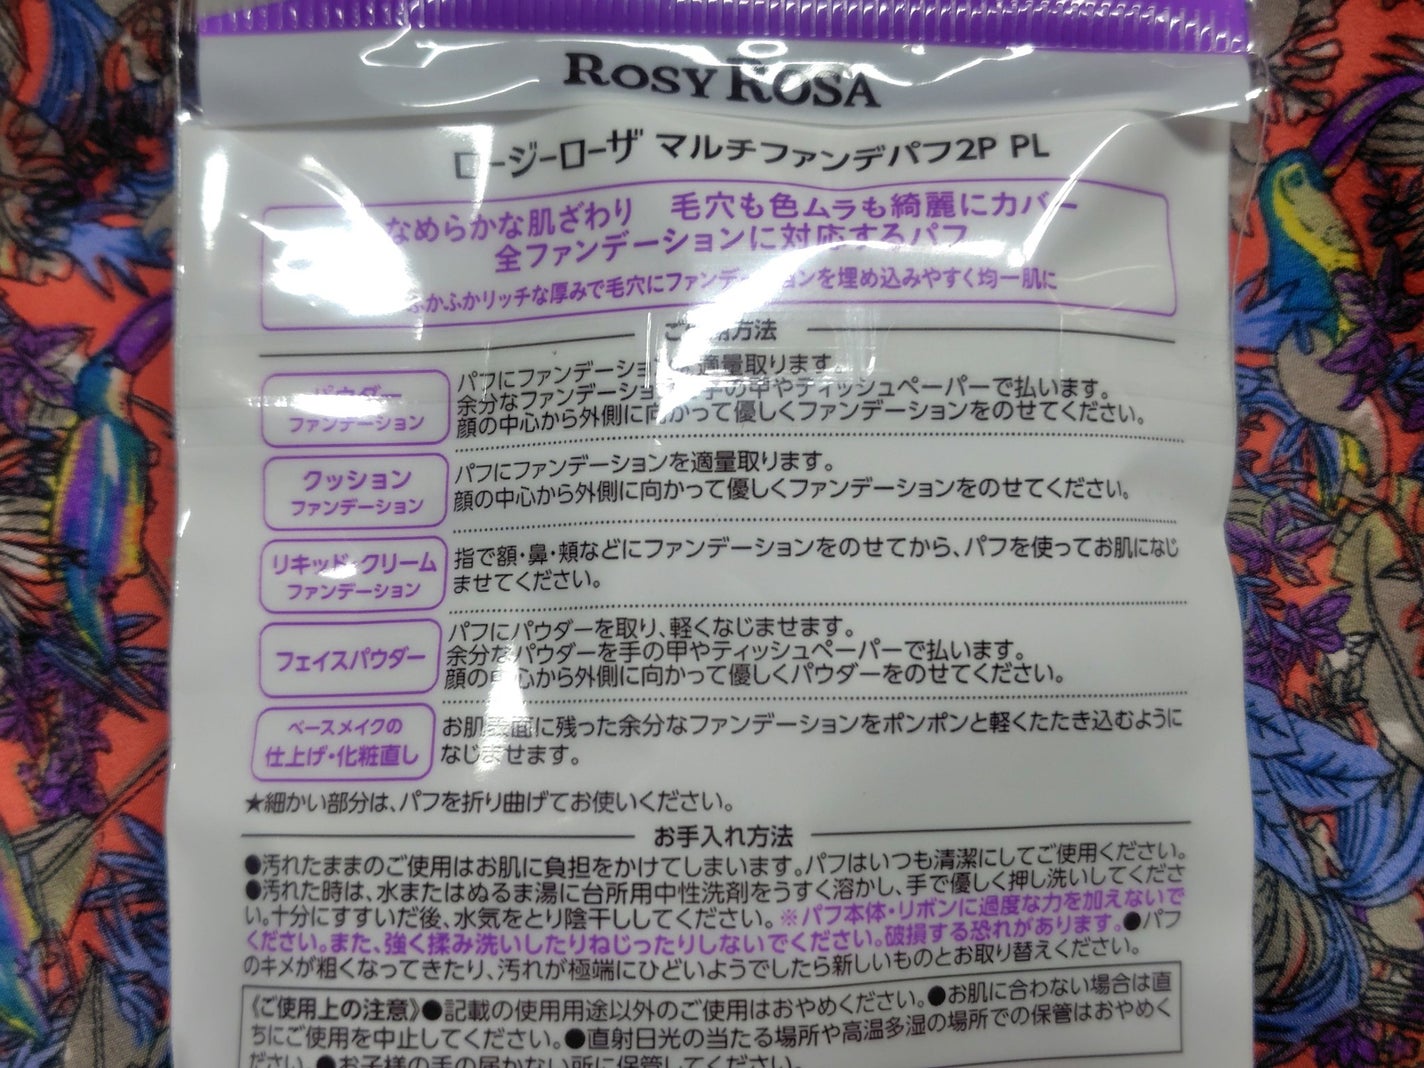 ROSY ROSA
ロージーローザ マルチファンデパフ2P PL
なめらかな肌ざわり 毛穴も色ムラも綺麗にカバー
全ファンデーションに対応するパフ
ふかふかリッチな厚みで毛穴にファンデーションを埋め込みやすく均一肌に
ご使用方法
パウダー
ファンデーション
パフにファンデーションを適量取ります。
余分なファンデーションを手の甲やティッシュペーパーで払います。
顔の中心から外側に向かって優しくファンデーションをのせてください。
クッション
ファンデーション
パフにファンデーションを適量取ります。
顔の中心から外側に向かって優しくファンデーションをのせてください。
リキッド・クリーム
ファンデーション
指で額・鼻・頬などにファンデーションをのせてから、パフを使ってお肌になじ
ませてください。
フェイスパウダー
パフにパウダーを取り、軽くなじませます。
余分なパウダーを手の甲やティッシュペーパーで払います。
顔の中心から外側に向かって優しくパウダーをのせてください。
ベースメイクの
仕上げ・化粧直し
お肌表面に残った余分なファンデーションをポンポンと軽くたたき込むように
なじませます。
★細かい部分は、パフを折り曲げてお使いください。
お手入れ方法
●汚れたままのご使用はお肌に負担をかけてしまいます。パフはいつも清潔にしてご使用ください。
●汚れた時は、水またはぬるま湯に台所用中性洗剤をうすく溶かし、手で優しく押し洗いしてくださ
い。十分にすすいだ後、水気をとり陰干ししてください。※パフ本体・リボンに過度な力を加えないで
ください。また、強く揉み洗いしたりねじったりしないでください。破損する恐れがあります。●パフ
のキメが粗くなってきたり、汚れが極端にひどいようでしたら新しいものとお取り替えください。
《ご使用上の注意》●記載の使用用途以外のご使用はおやめください。●お肌に合わない場合は直
ちにご使用を中止してください。●直射日光の当たる場所や高温多湿の場所での保管はおやめく
ださい。●お子様の手の届かない所に保管してください。